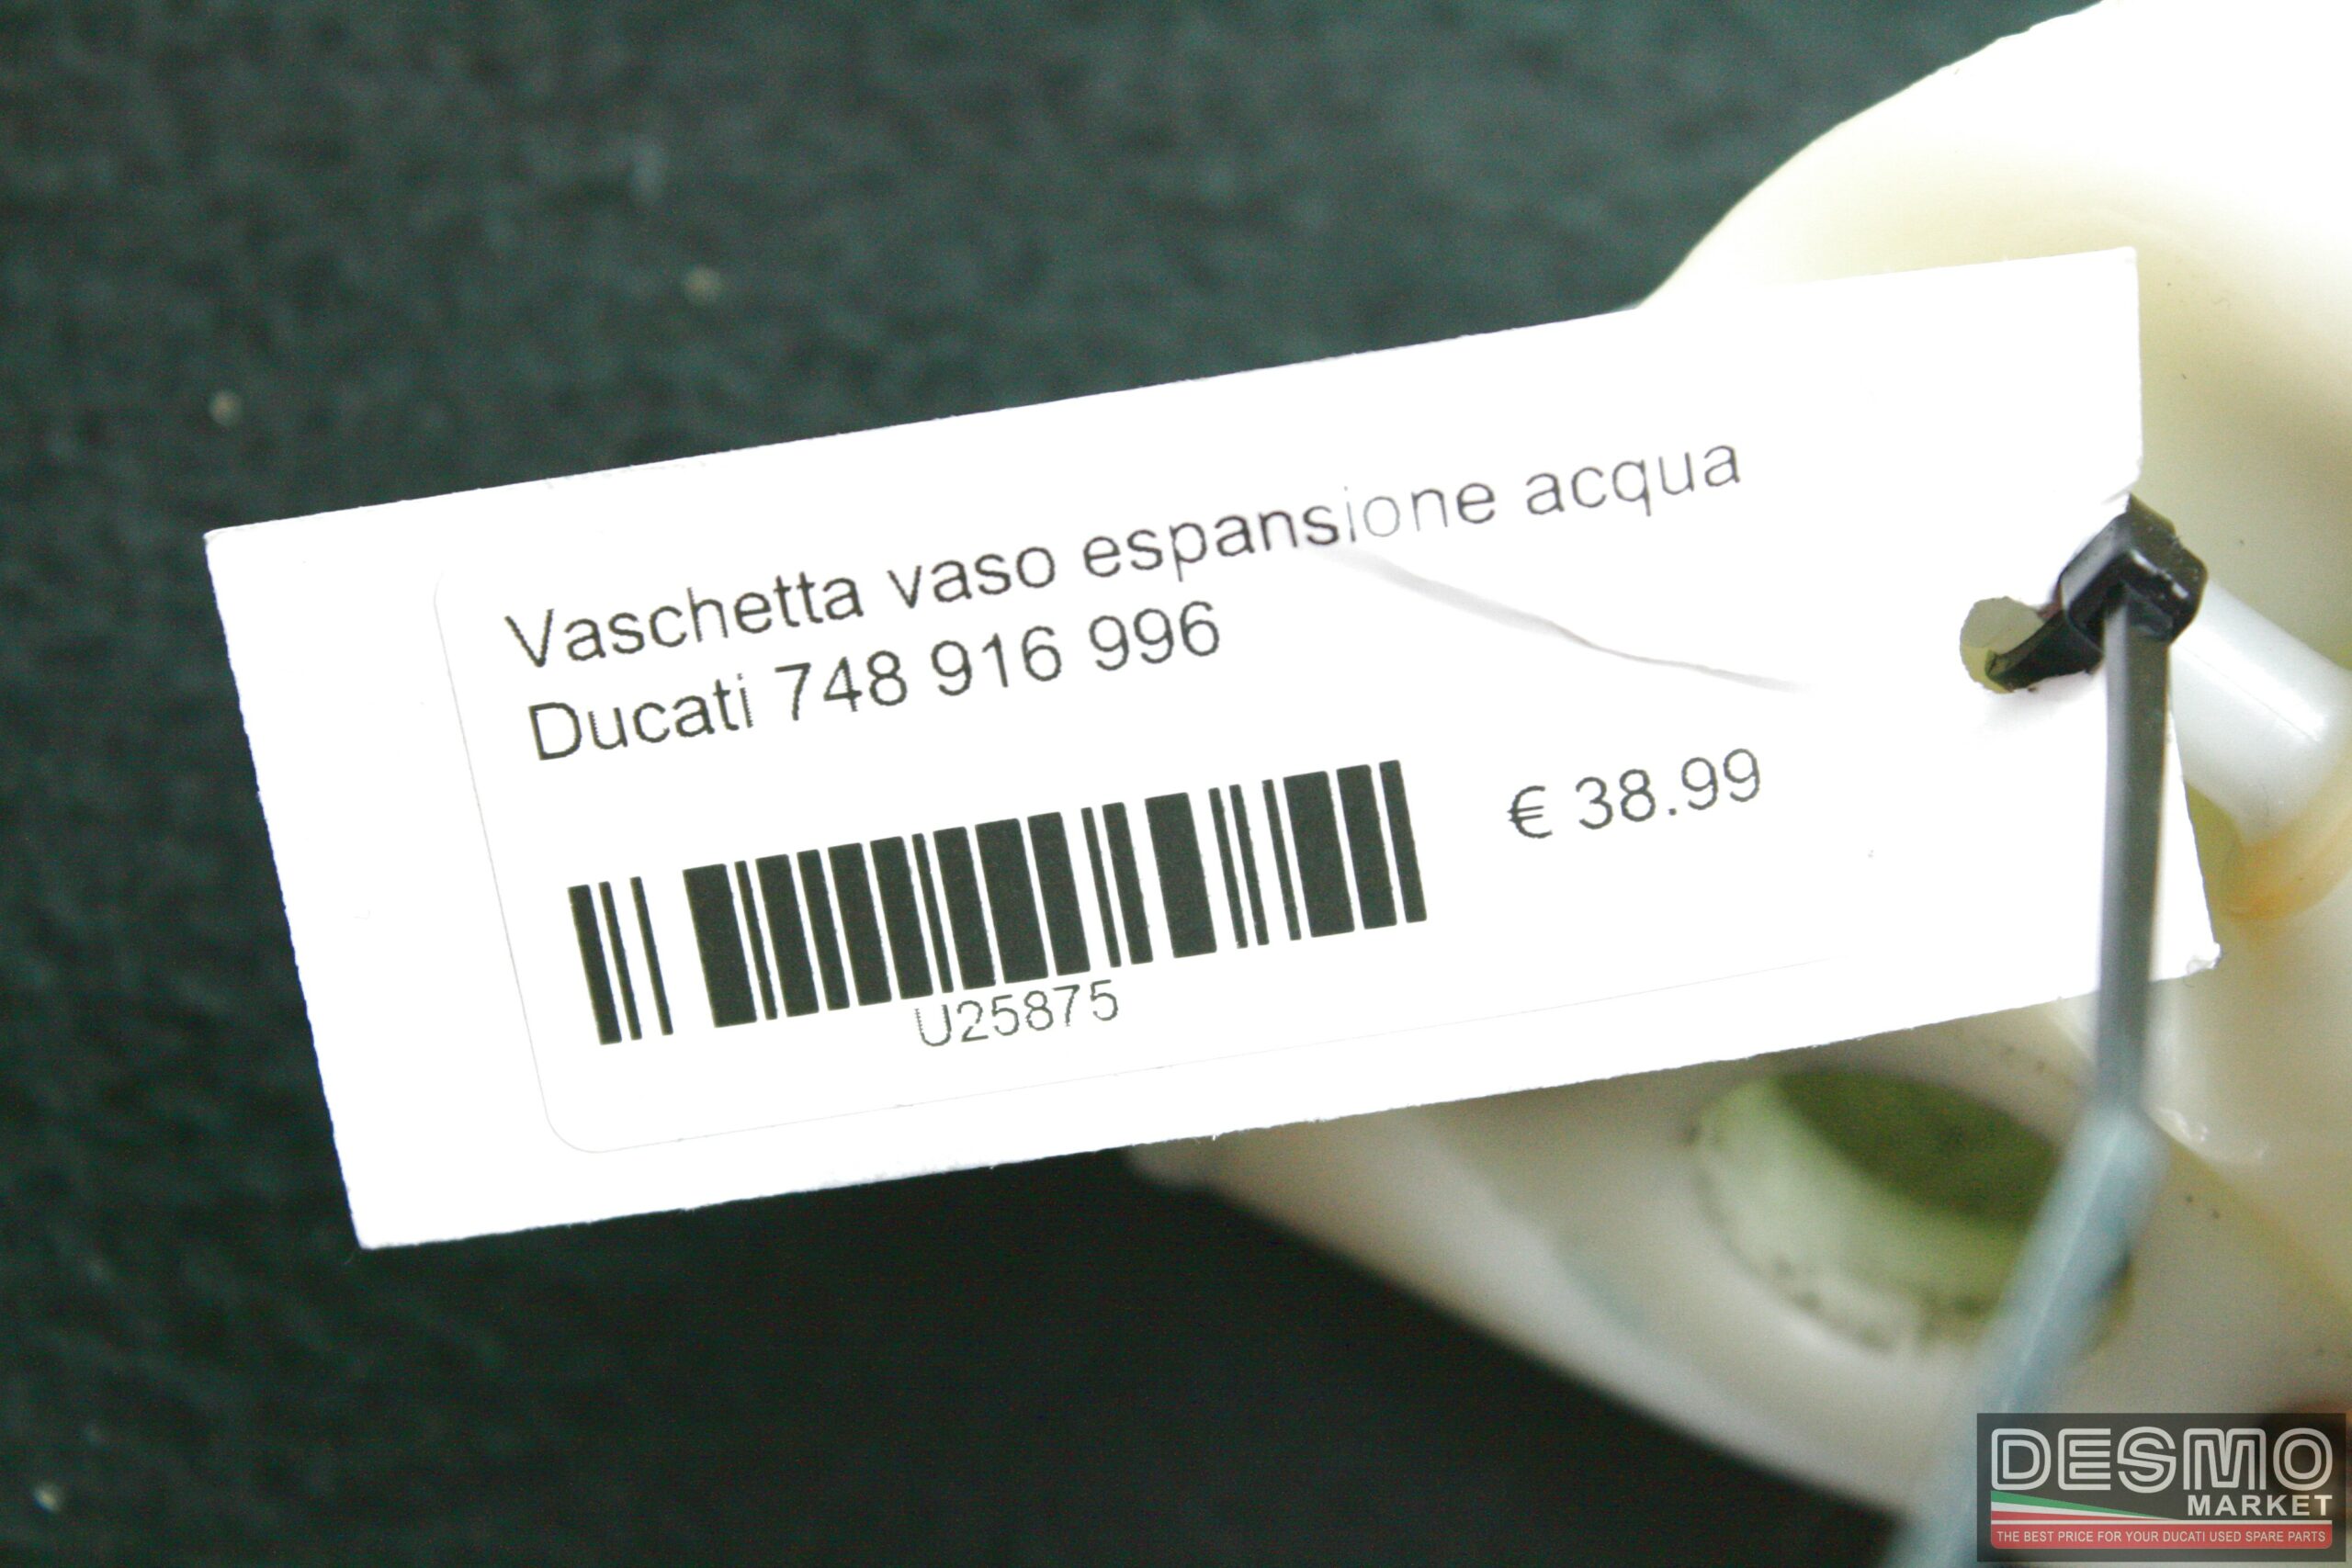 Vaschetta vaso espansione acqua
Ducati 748 916 996
€ 38.99
U25875
DESMO
MARKET
THE BEST PRICE FOR YOUR DUCATI USED SPARE PARTS